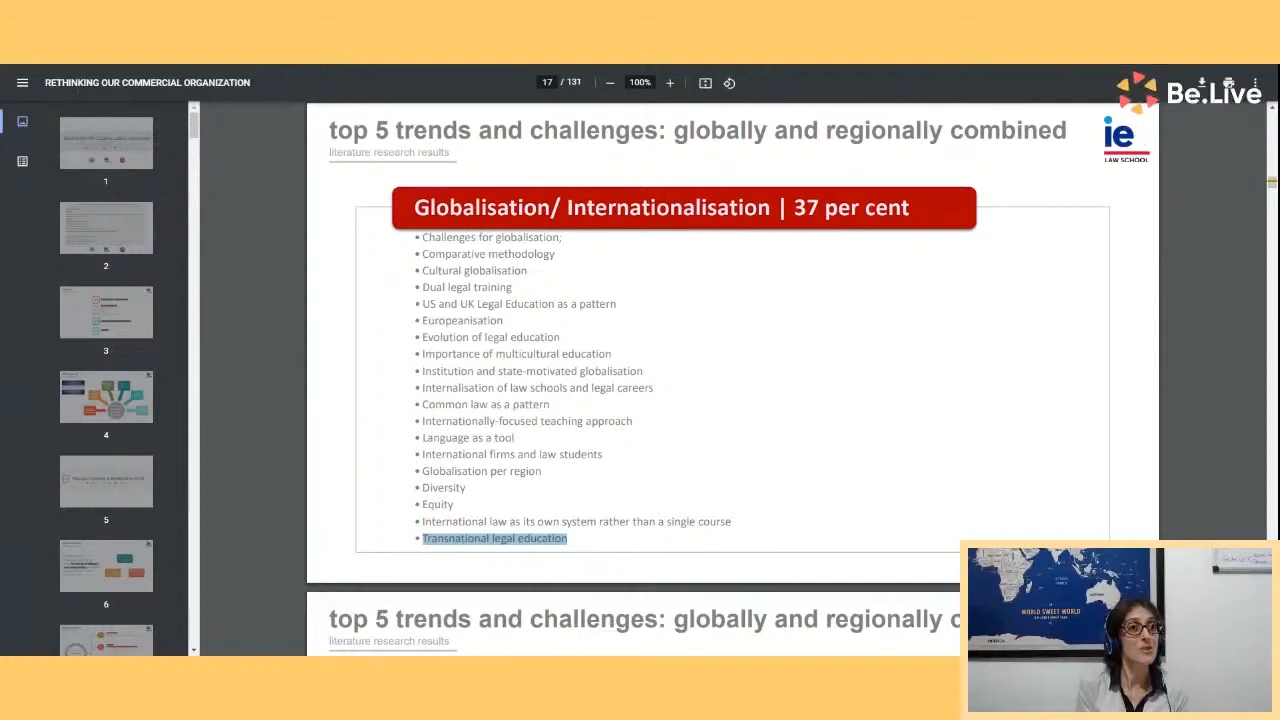 RETHINKING OUR COMMERCIAL ORGANIZATION
17 / 131
100%
Be.Live
top 5 trends and challenges: globally and regionally combined
literature research results
ie
LAW SCHOOL
Globalisation/ Internationalisation | 37 per cent
• Challenges for globalisation;
• Comparative methodology
• Cultural globalisation
• Dual legal training
• US and UK Legal Education as a pattern
• Europeanisation
• Evolution of legal education
• Importance of multicultural education
• Institution and state-motivated globalisation
• Internalisation of law schools and legal careers
• Common law as a pattern
• Internationally-focused teaching approach
• Language as a tool
• International firms and law students
• Globalisation per region
• Diversity
• Equity
• International law as its own system rather than a single course
• Transnational legal education
top 5 trends and challenges: globally and regionally c
literature research results
1
2
3
4
5
6
WORLD SWEET WORLD